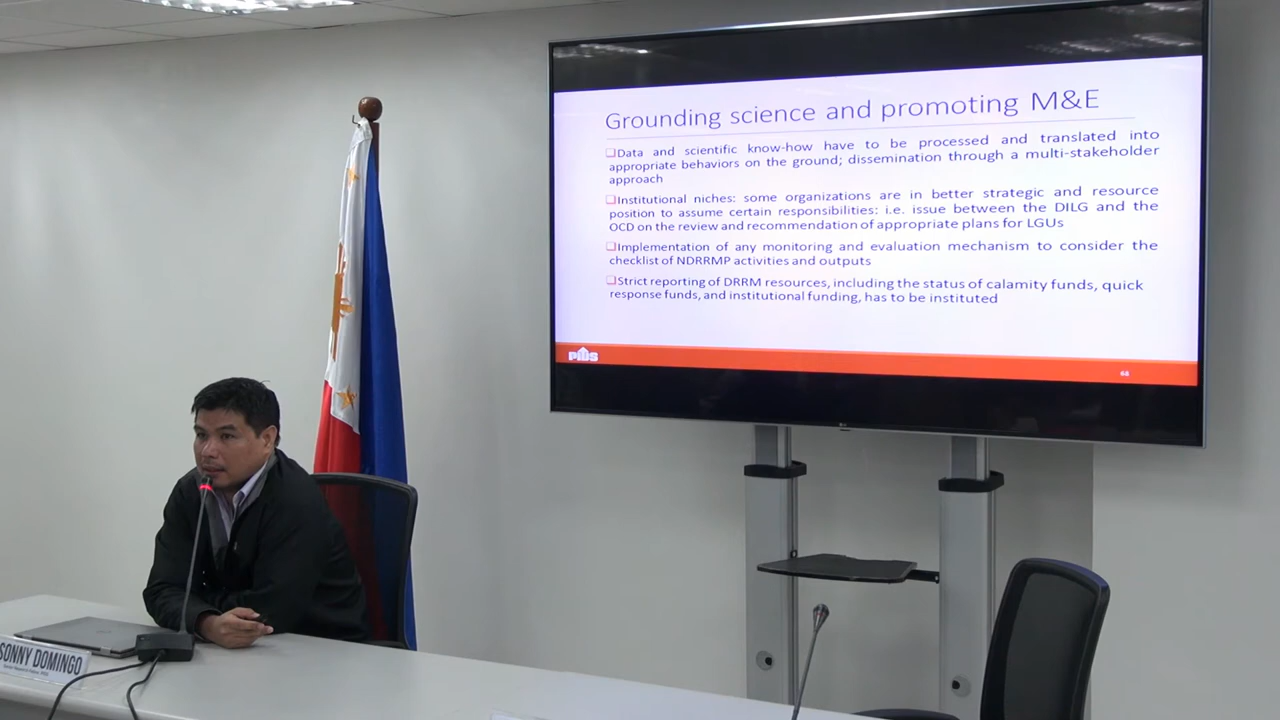 Grounding science and promoting M&E
Data and scientific know-how have to be processed and translated into
appropriate behaviors on the ground; dissemination through a multi-stakeholder
approach
Institutional niches: some organizations are in better strategic and resource
position to assume certain responsibilities: i.e. issue between the DILG and the
OCD on the review and recommendation of appropriate plans for LGUs
Implementation of any monitoring and evaluation mechanism to consider the
checklist of NDRRMP activities and outputs
Strict reporting of DRRM resources, including the status of calamity funds, quick
response funds, and institutional funding, has to be instituted
PIDS
68
SONNY DOMINGO